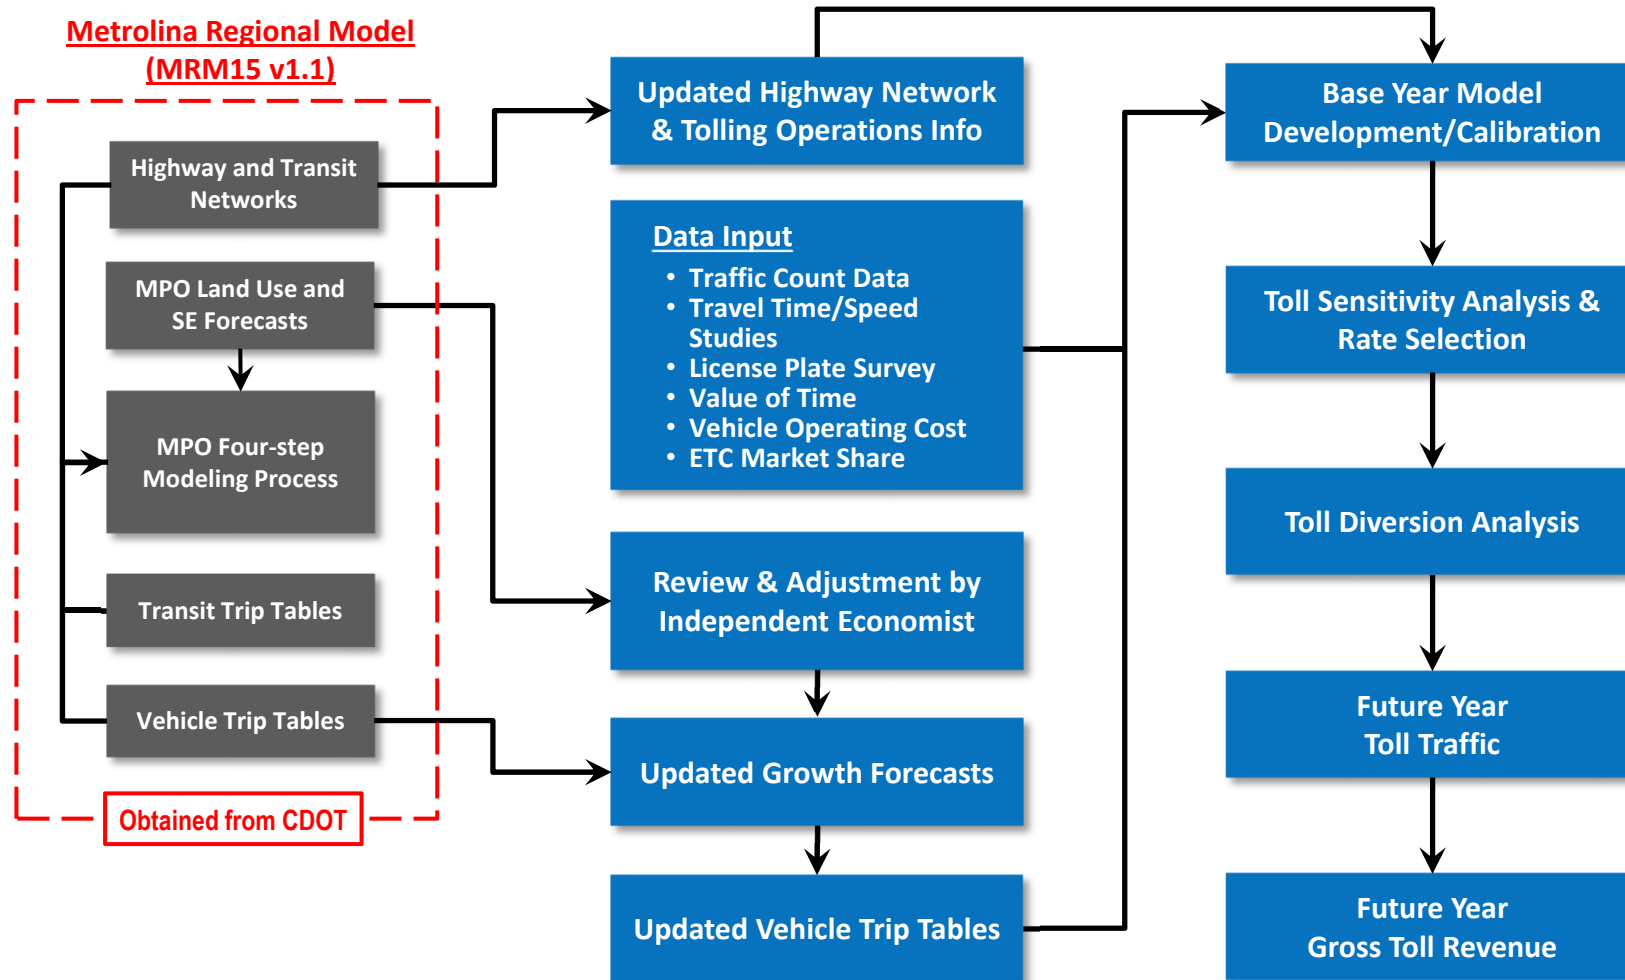 Metrolina Regional Model
(MRM15 v1.1)
Highway and Transit
Networks
MPO Land Use and
SE Forecasts
MPO Four-step
Modeling Process
Transit Trip Tables
Vehicle Trip Tables
Obtained from CDOT
Updated Highway Network
& Tolling Operations Info
Data Input
• Traffic Count Data
• Travel Time/Speed
Studies
• License Plate Survey
• Value of Time
• Vehicle Operating Cost
• ETC Market Share
Review & Adjustment by
Independent Economist
Updated Growth Forecasts
Updated Vehicle Trip Tables
Base Year Model
Development/Calibration
Toll Sensitivity Analysis &
Rate Selection
Toll Diversion Analysis
Future Year
Toll Traffic
Future Year
Gross Toll Revenue